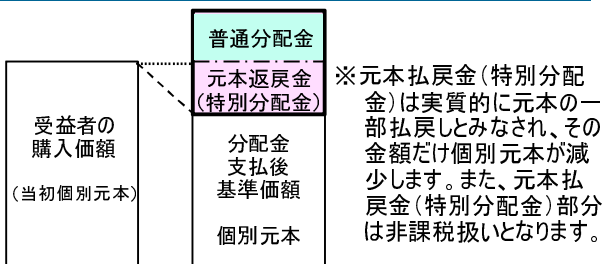 普通分配金
元本返戻金
(特別分配金)
受益者の
購入価額
(当初個別元本)
分配金
支払後
基準価額
個別元本
※元本払戻金(特別分配
金)は実質的に元本の一
部払戻しとみなされ、その
金額だけ個別元本が減
少します。また、元本払
戻金(特別分配金)部分
は非課税扱いとなります。